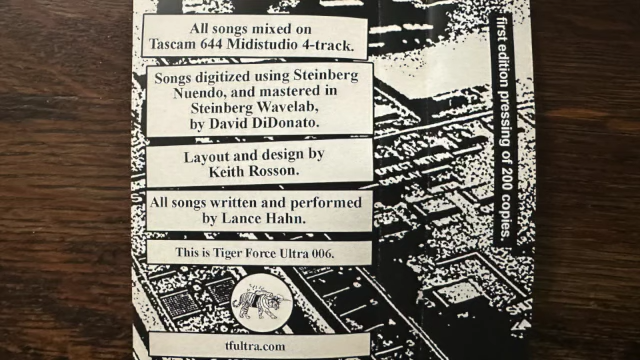 All songs mixed on
Tascam 644 Midistudio 4-track.
Songs digitized using Steinberg
Nuendo, and mastered in
Steinberg Wavelab,
by David DiDonato.
Layout and design by
Keith Rosson.
All songs written and performed
by Lance Hahn.
This is Tiger Force Ultra 006.
tfultra.com
first edition pressing of 200 copies.